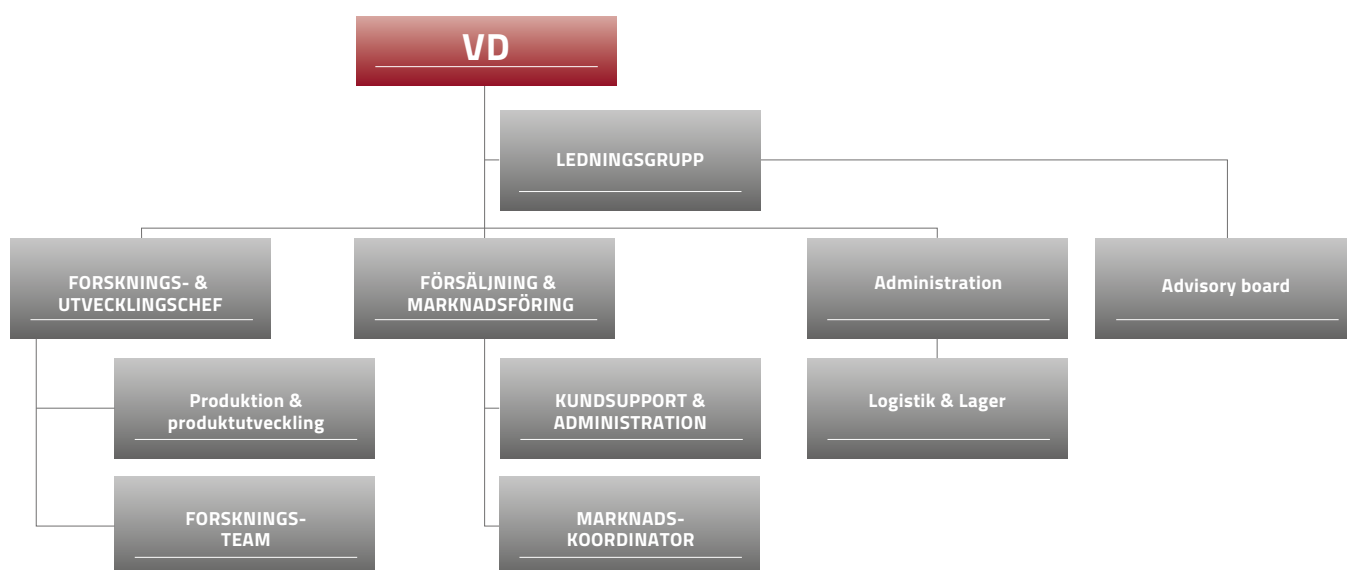 VD
LEDNINGSGRUPP
FORSKNINGS- &
UTVECKLINGSCHEF
FÖRSÄLJNING &
MARKNADSFÖRING
Administration
Advisory board
Produktion &
produktutveckling
KUNDSUPPORT &
ADMINISTRATION
Logistik & Lager
FORSKNINGS-
TEAM
MARKNADS-
KOORDINATOR